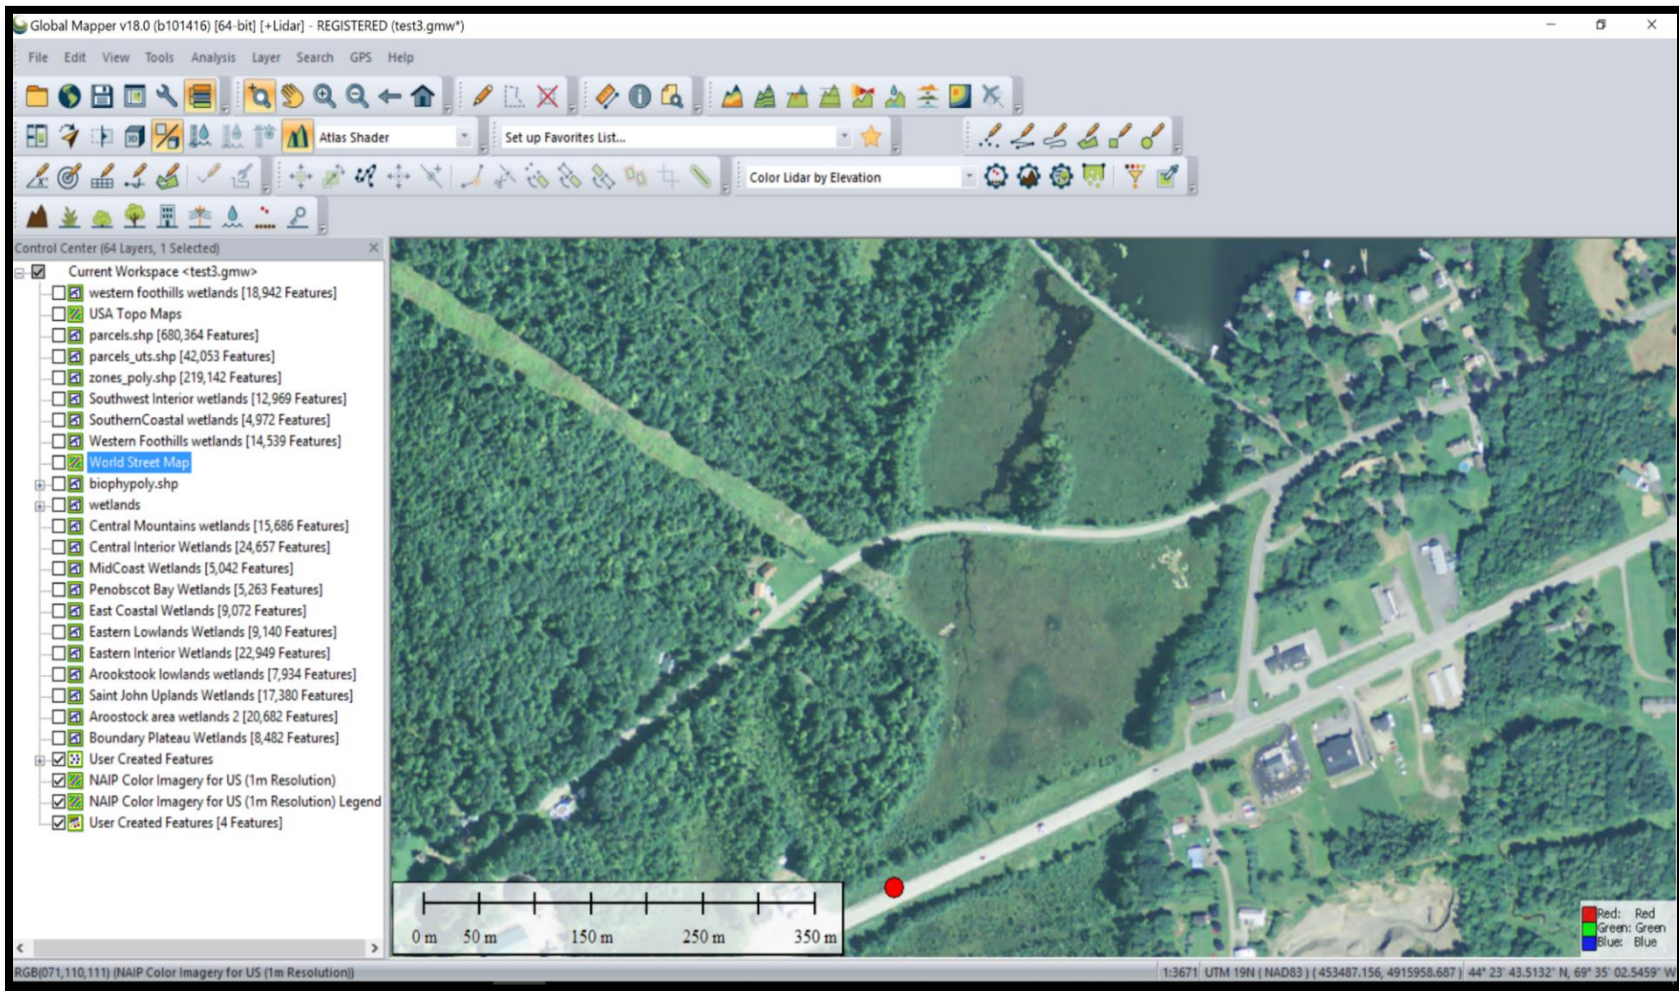 Global Mapper v18.0 (b101416) [64-bit] [+Lidar] - REGISTERED (test3.gmw*)
File Edit View Tools Analysis Layer Search GPS Help
Atlas Shader Set up Favorites List...
Color Lidar by Elevation
Control Center (64 Layers, 1 Selected)
Current Workspace <test3.gmw>
western foothills wetlands [18,942 Features]
USA Topo Maps
parcels.shp [680,364 Features]
parcels_uts.shp [42,053 Features]
zones_poly.shp [219,142 Features]
Southwest Interior wetlands [12,969 Features]
SouthernCoastal wetlands [4,972 Features]
Western Foothills wetlands [14,539 Features]
World Street Map
biophypoly.shp
wetlands
Central Mountains wetlands [15,686 Features]
Central Interior Wetlands [24,657 Features]
MidCoast Wetlands [5,042 Features]
Penobscot Bay Wetlands [5,263 Features]
East Coastal Wetlands [9,072 Features]
Eastern Lowlands Wetlands [9,140 Features]
Eastern Interior Wetlands [22,949 Features]
Arookstook lowlands wetlands [7,934 Features]
Saint John Uplands Wetlands [17,380 Features]
Aroostock area wetlands 2 [20,682 Features]
Boundary Plateau Wetlands [8,482 Features]
User Created Features
NAIP Color Imagery for US (1m Resolution)
NAIP Color Imagery for US (1m Resolution) Legend
User Created Features [4 Features]
0 m 50 m 150 m 250 m 350 m
Red: Red
Green: Green
Blue: Blue
RGB(071,110,111) (NAIP Color Imagery for US (1m Resolution)) 1:3671 UTM 19N ( NAD83 ) ( 453487.156, 4915958.687 ) 44° 23' 43.5132" N, 69° 35' 02.5459" W